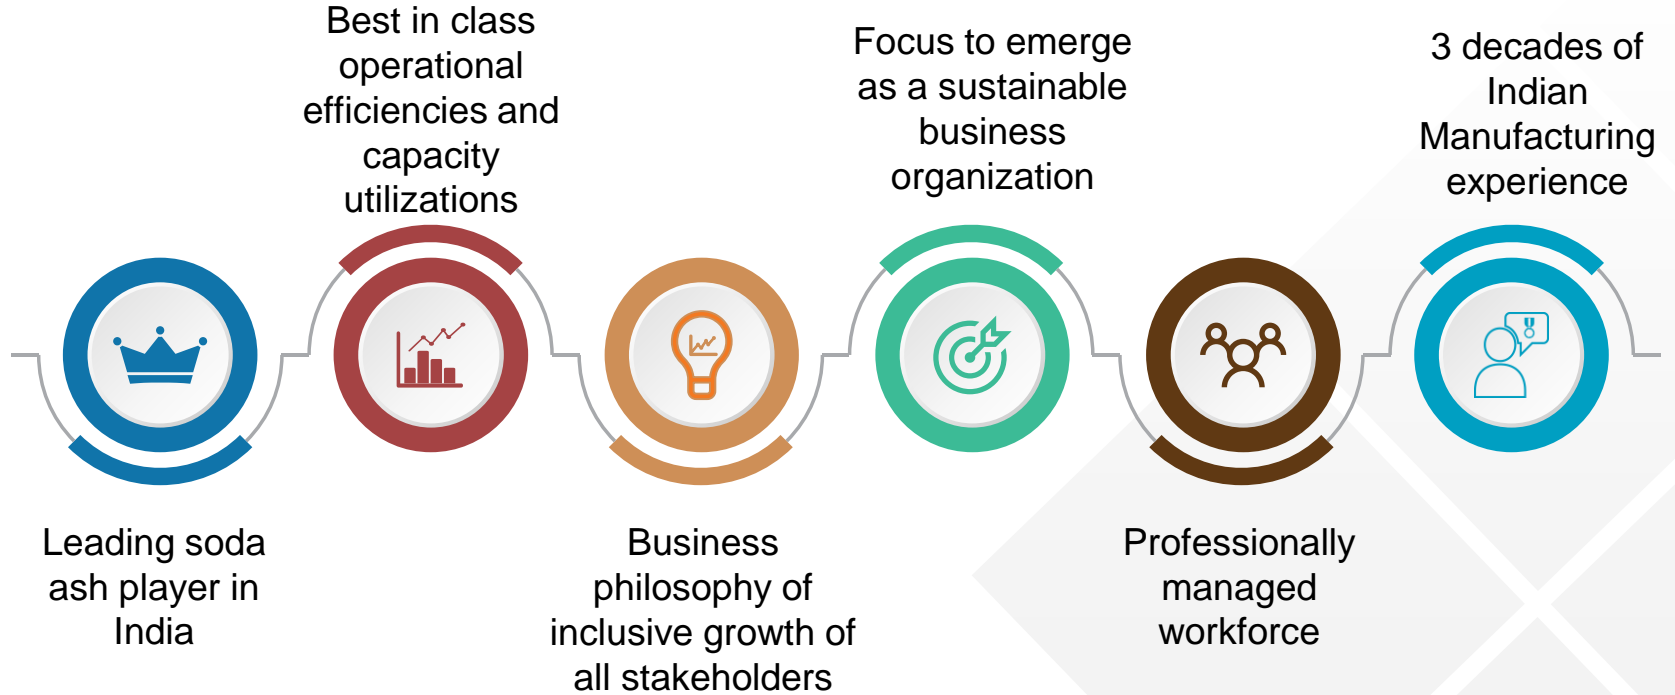 Best in class
operational
efficiencies and
capacity
utilizations
Focus to emerge
as a sustainable
business
organization
3 decades of
Indian
Manufacturing
experience
Leading soda
ash player in
India
Business
philosophy of
inclusive growth of
all stakeholders
Professionally
managed
workforce